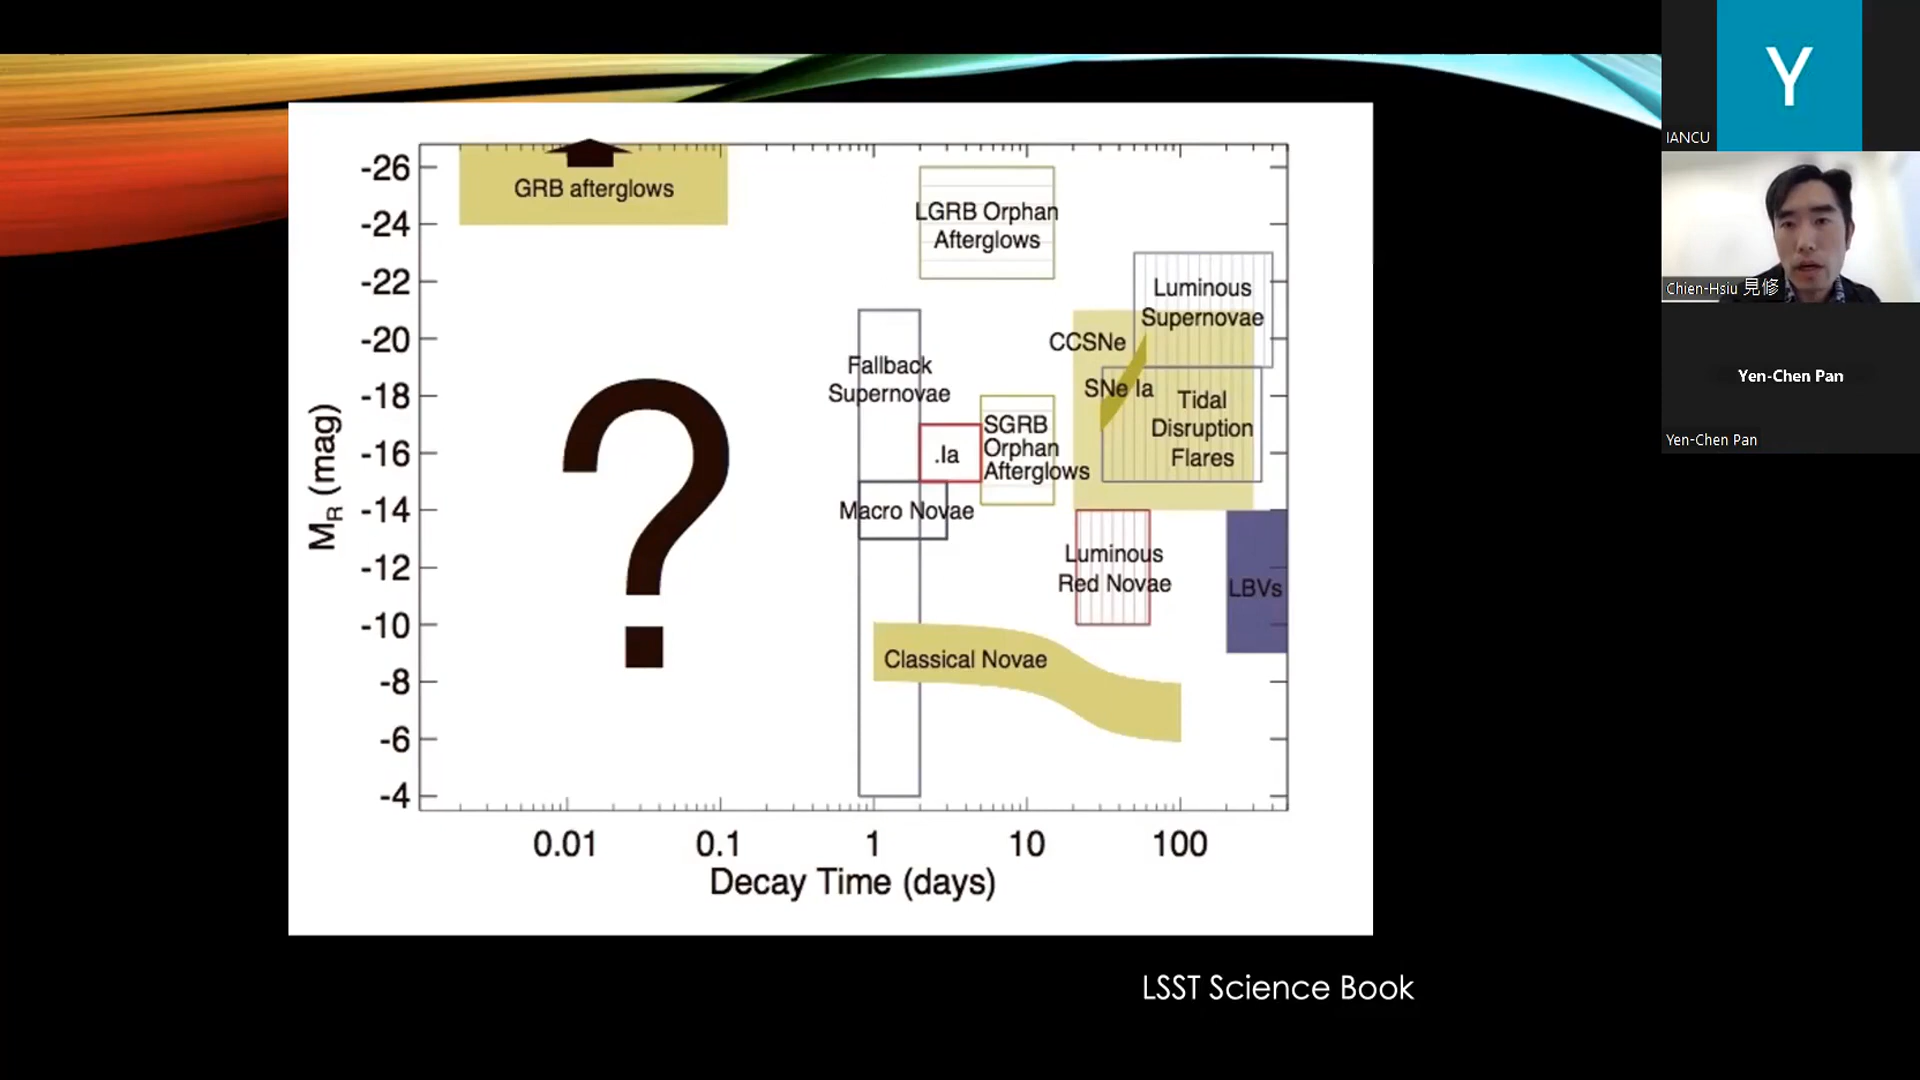 -26
-24
-22
-20
-18
-16
-14
-12
-10
-8
-6
-4
M_R (mag)
GRB afterglows
LGRB Orphan
Afterglows
Luminous
Supernovae
CCSNe
Fallback
Supernovae
SNe Ia
Tidal
Disruption
Flares
.Ia
SGRB
Orphan
Afterglows
Macro Novae
Luminous
Red Novae
LBVs
Classical Novae
?
0.01
0.1
1
10
100
Decay Time (days)
LSST Science Book
Y
IANCU
Chien-Hsiu 見修
Yen-Chen Pan
Yen-Chen Pan